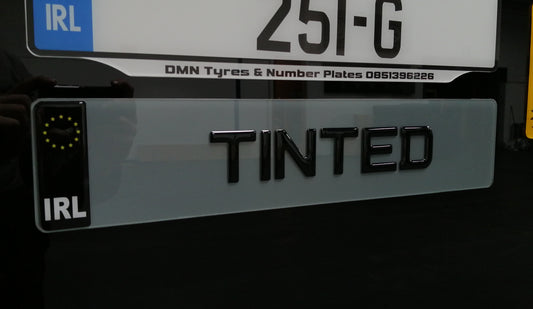 IRL 251-G
DMN Tyres & Number Plates 0851396226
TINTED
IRL